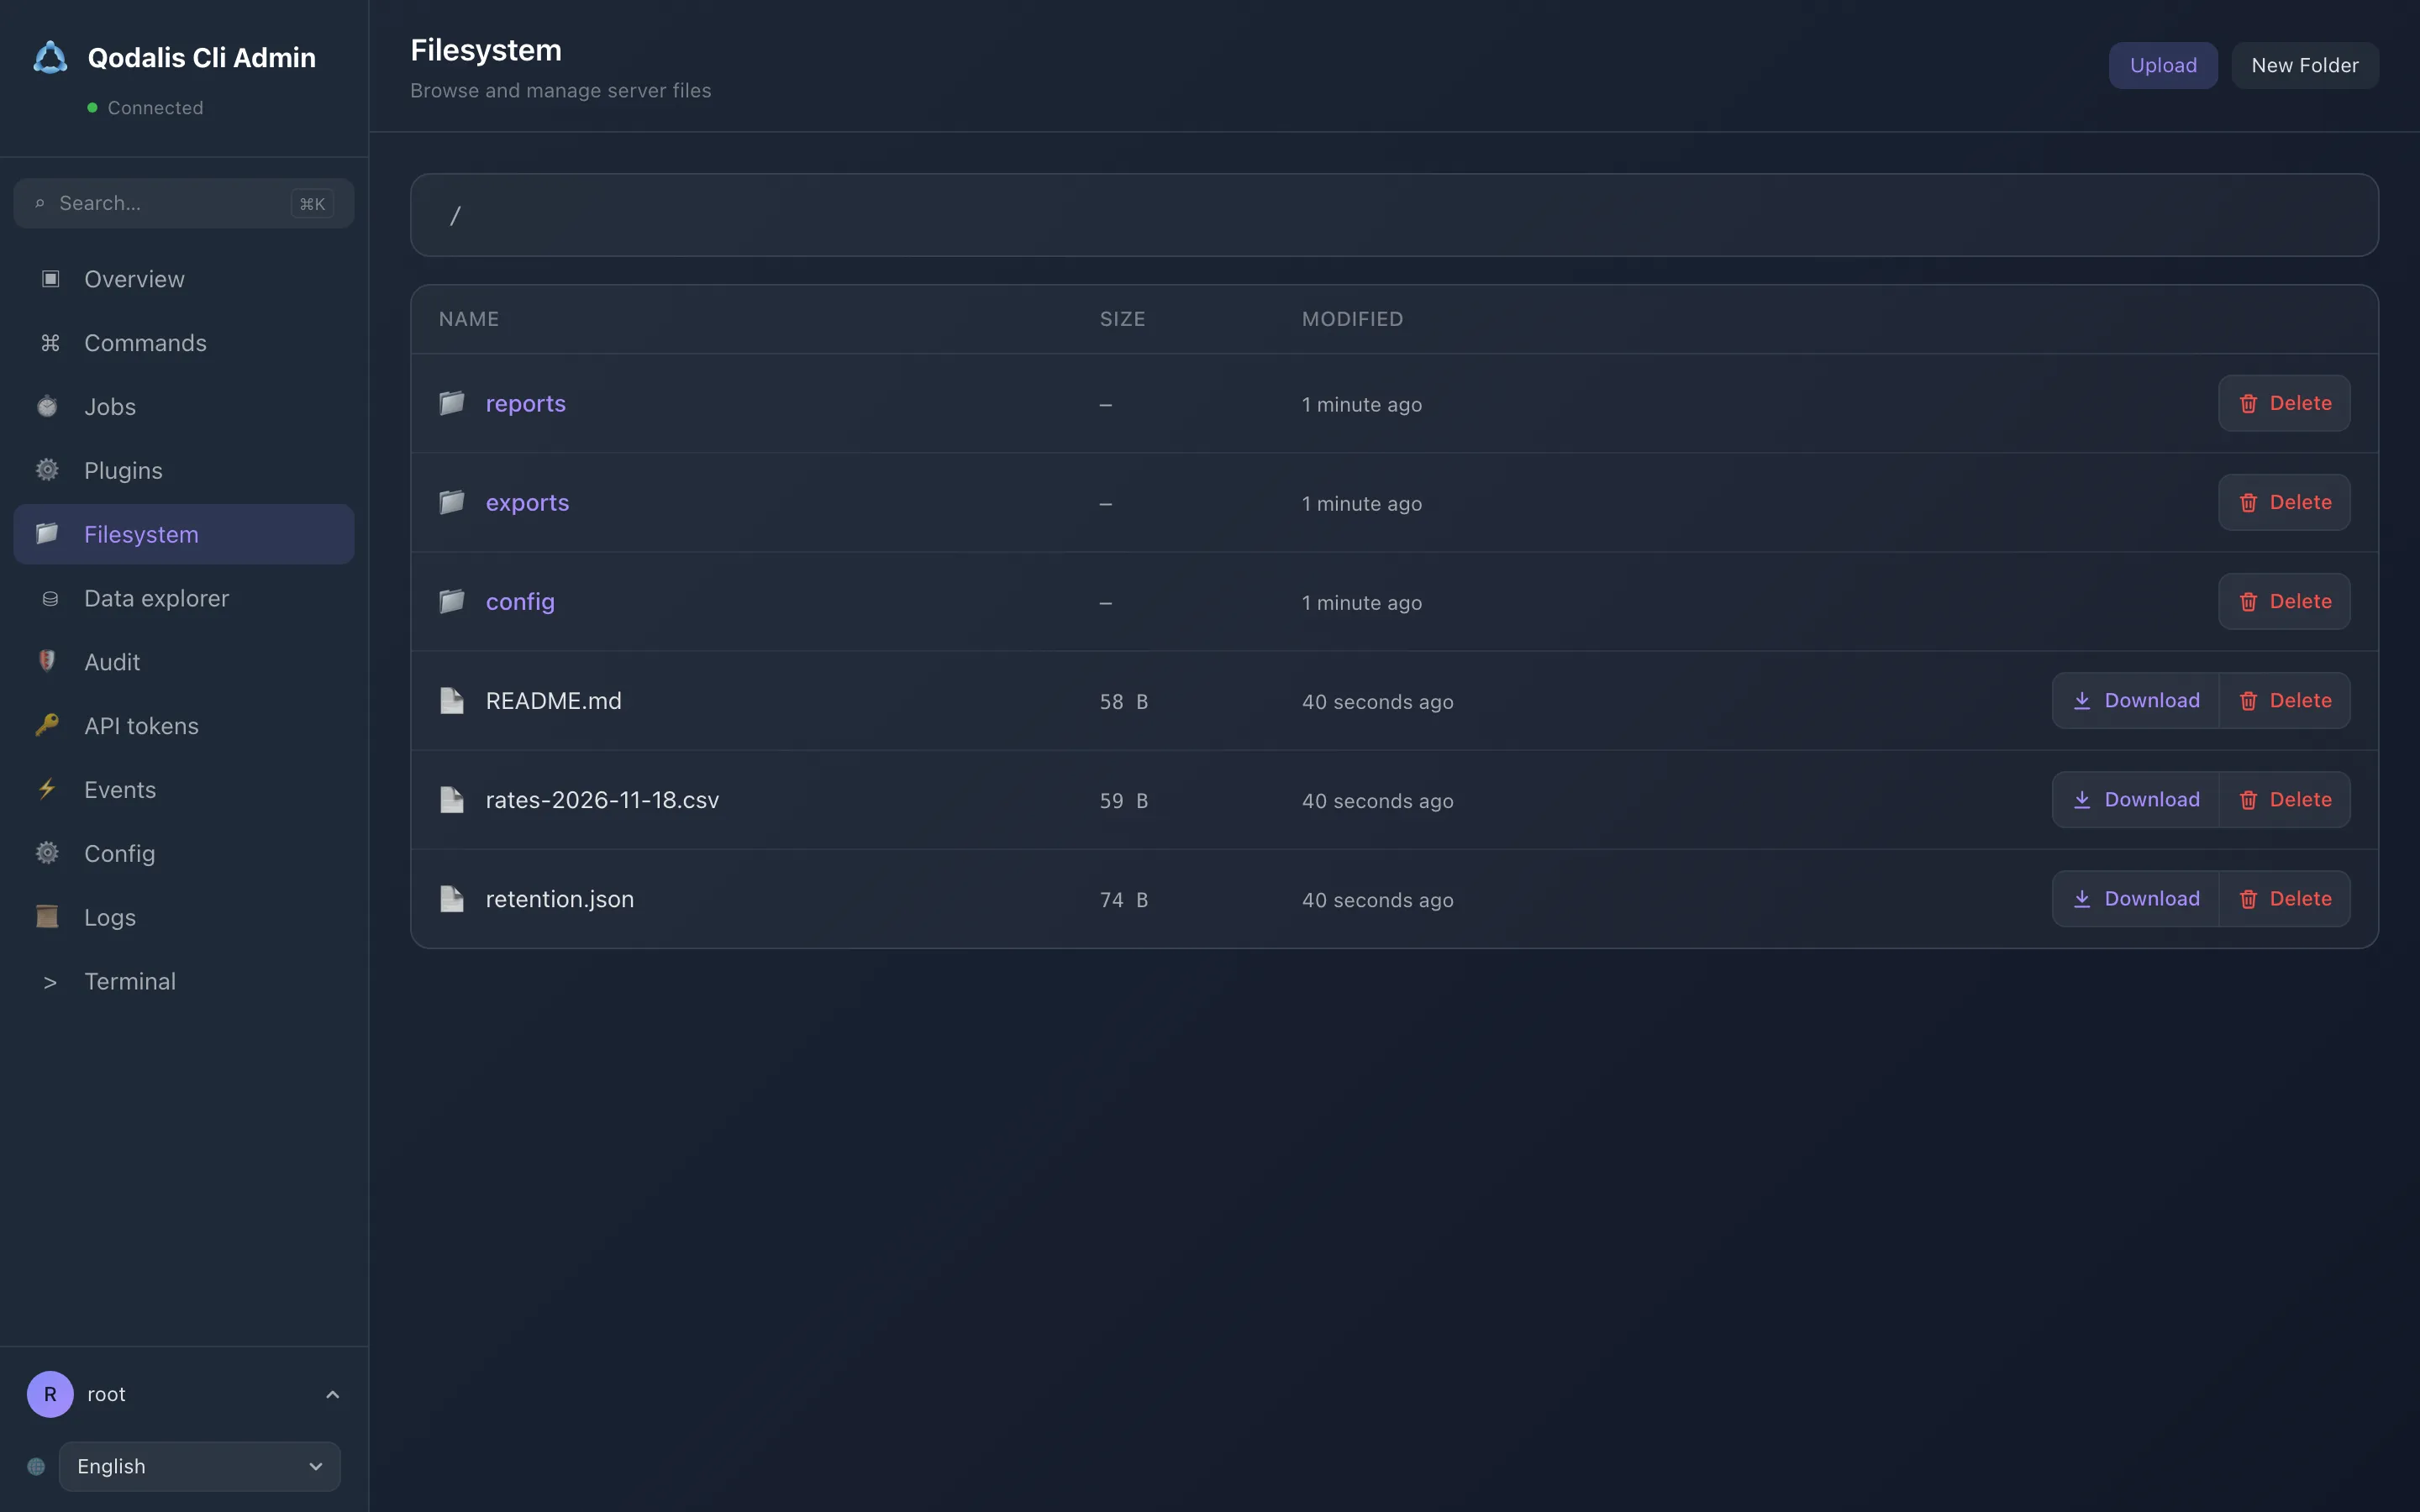 Qodalis Cli Admin
Connected
Search...
⌘K
Overview
Commands
Jobs
Plugins
Filesystem
Data explorer
Audit
API tokens
Events
Config
Logs
Terminal
R root
English
Filesystem
Browse and manage server files
Upload
New Folder
/
NAME SIZE MODIFIED
reports — 1 minute ago Delete
exports — 1 minute ago Delete
config — 1 minute ago Delete
README.md 58 B 40 seconds ago Download Delete
rates-2026-11-18.csv 59 B 40 seconds ago Download Delete
retention.json 74 B 40 seconds ago Download Delete